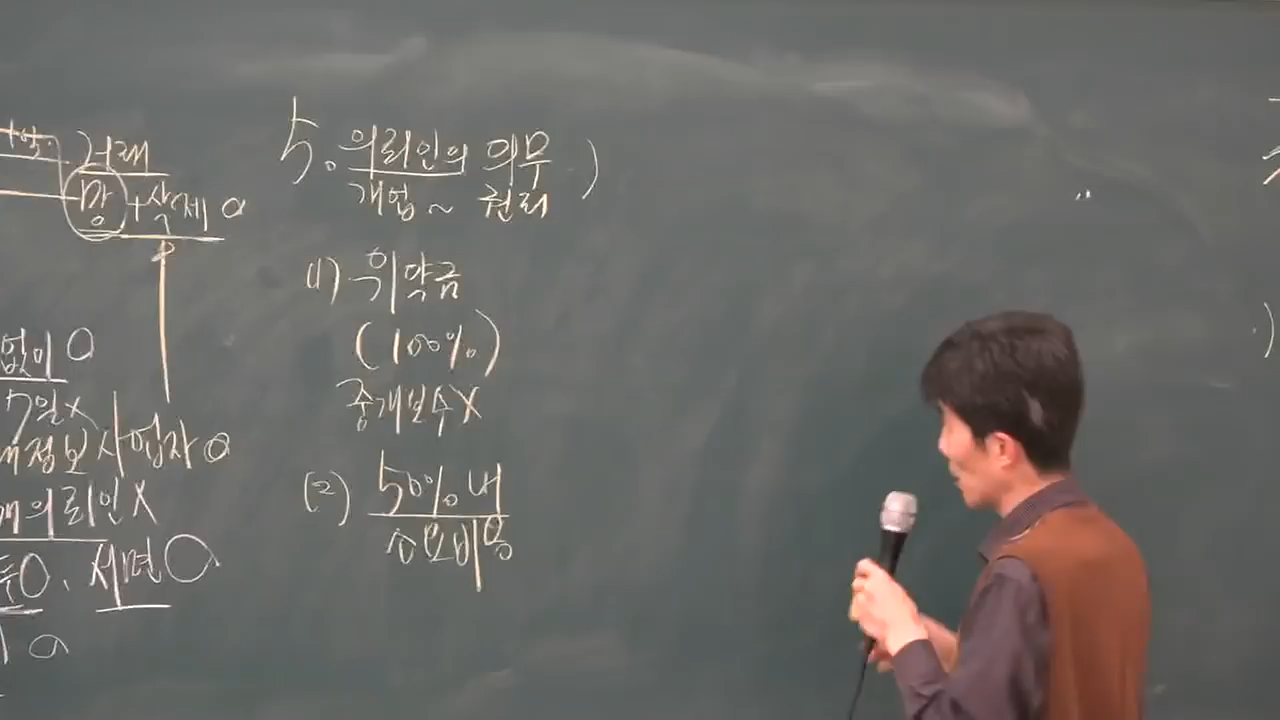 거래
망 + 삭제 O
없이 O
7일 X
정보사업자 O
의뢰인 X
O. 서면 O
O
5. 의뢰인의 의무 )
개업 ~ 권리
(1) 위약금
(100%)
중개보수 X
(2) 50% 내
소요비용